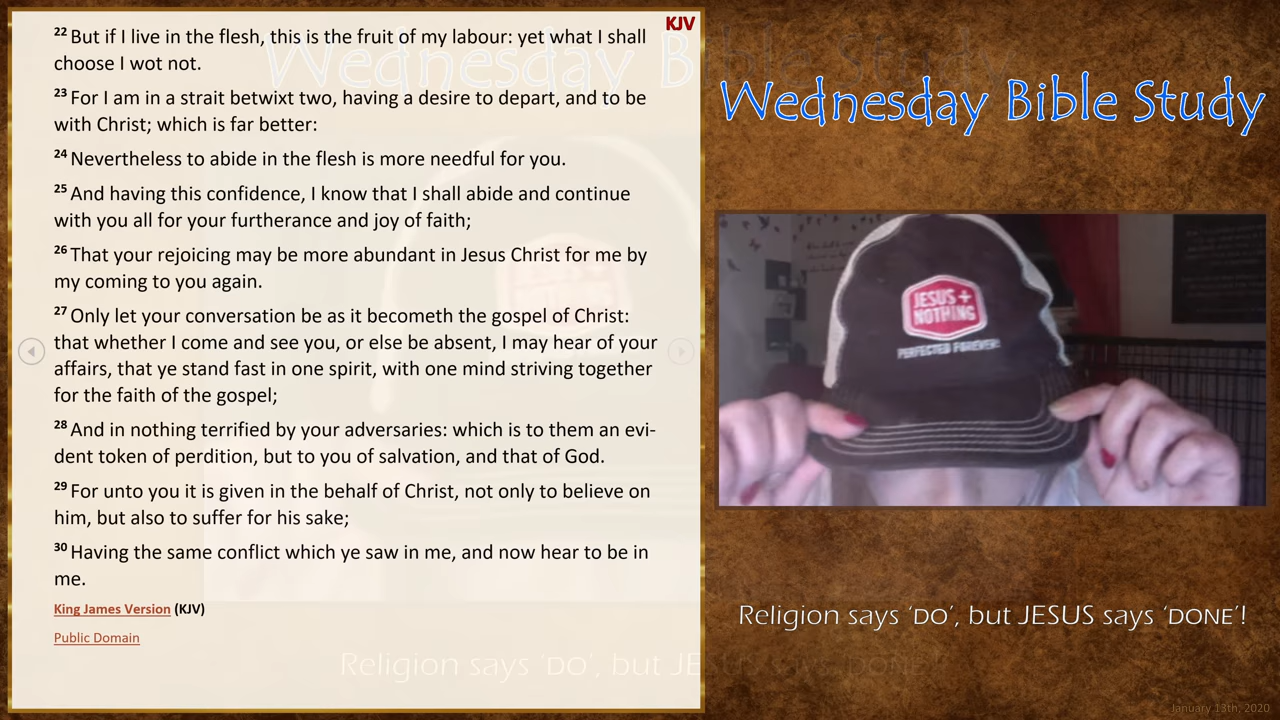 KJV
22 But if I live in the flesh, this is the fruit of my labour: yet what I shall
choose I wot not.
23 For I am in a strait betwixt two, having a desire to depart, and to be
with Christ; which is far better:
24 Nevertheless to abide in the flesh is more needful for you.
25 And having this confidence, I know that I shall abide and continue
with you all for your furtherance and joy of faith;
26 That your rejoicing may be more abundant in Jesus Christ for me by
my coming to you again.
27 Only let your conversation be as it becometh the gospel of Christ:
that whether I come and see you, or else be absent, I may hear of your
affairs, that ye stand fast in one spirit, with one mind striving together
for the faith of the gospel;
28 And in nothing terrified by your adversaries: which is to them an evi-
dent token of perdition, but to you of salvation, and that of God.
29 For unto you it is given in the behalf of Christ, not only to believe on
him, but also to suffer for his sake;
30 Having the same conflict which ye saw in me, and now hear to be in
me.
King James Version (KJV)
Public Domain
Wednesday Bible Study
Religion says ‘DO’, but JESUS says ‘DONE’!
Wednesday Bible Study
JESUS +
NOTHING
PERFECTED FOREVER!
Religion says ‘DO’, but JESUS says ‘DONE’!
January 13th, 2020